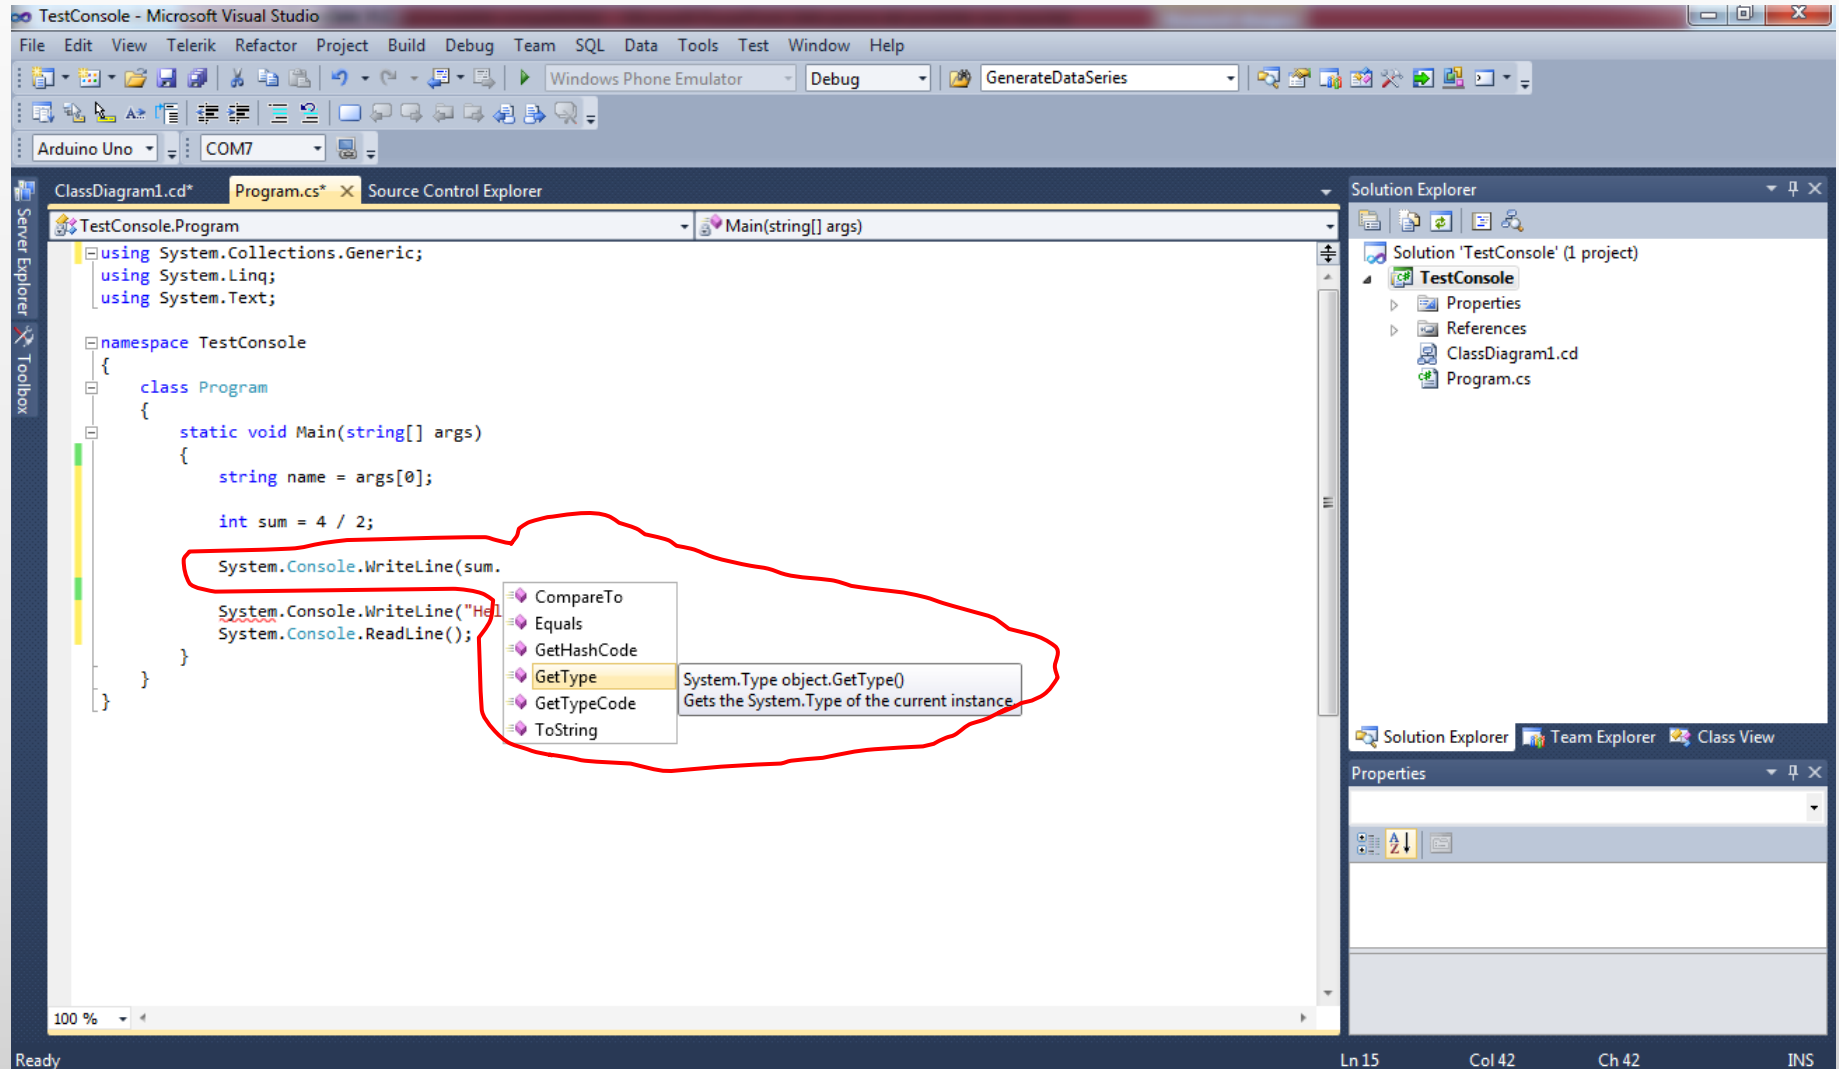 TestConsole - Microsoft Visual Studio
File Edit View Telerik Refactor Project Build Debug Team SQL Data Tools Test Window Help
Windows Phone Emulator Debug GenerateDataSeries
Arduino Uno COM7
Server Explorer
Toolbox
ClassDiagram1.cd* Program.cs* Source Control Explorer
TestConsole.Program Main(string[] args)
using System.Collections.Generic;
using System.Linq;
using System.Text;
namespace TestConsole
{
class Program
{
static void Main(string[] args)
{
string name = args[0];
int sum = 4 / 2;
System.Console.WriteLine(sum.
System.Console.WriteLine("Hel
System.Console.ReadLine();
}
}
}
CompareTo
Equals
GetHashCode
GetType
GetTypeCode
ToString
System.Type object.GetType()
Gets the System.Type of the current instance.
100 %
Solution Explorer
Solution 'TestConsole' (1 project)
TestConsole
Properties
References
ClassDiagram1.cd
Program.cs
Solution Explorer Team Explorer Class View
Properties
Ready Ln 15 Col 42 Ch 42 INS